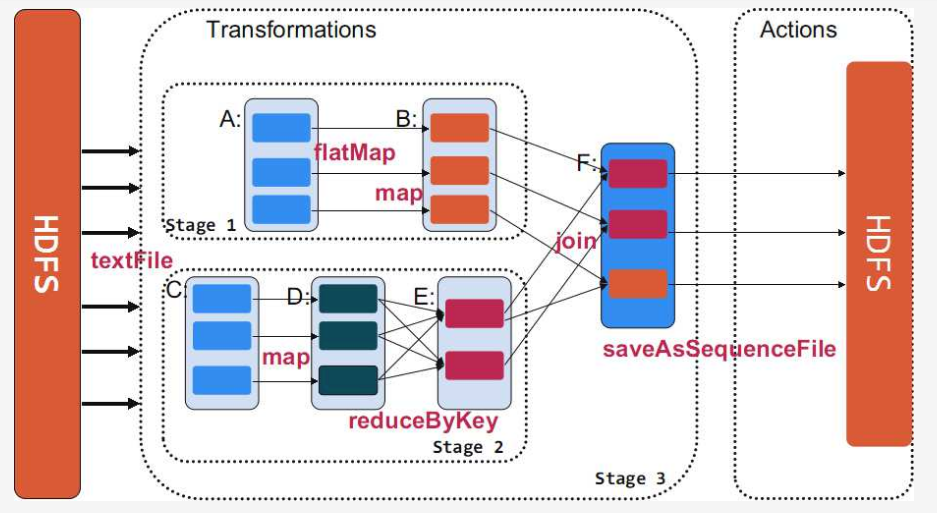 Transformations
Actions
HDFS
textFile
A:
flatMap
map
B:
Stage 1
C:
map
D:
E:
reduceByKey
Stage 2
F:
join
saveAsSequenceFile
Stage 3
HDFS